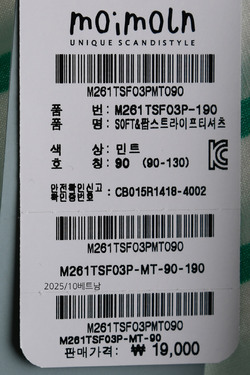 moimoln
UNIQUE SCANDISTYLE
M261TSF03PMT090
품 번: M261TSF03P-190
품 명: SOFT&팜스트라이프티셔츠
색 상: 민트
호 칭: 90 (90-130)
안전확인신고
확인증번호 : CB015R1418-4002
M261TSF03PMT090
M261TSF03P-MT-90-190
2025/10베트남
M261TSF03PMT090
M261TSF03P-MT-90
판매가격: ₩ 19,000